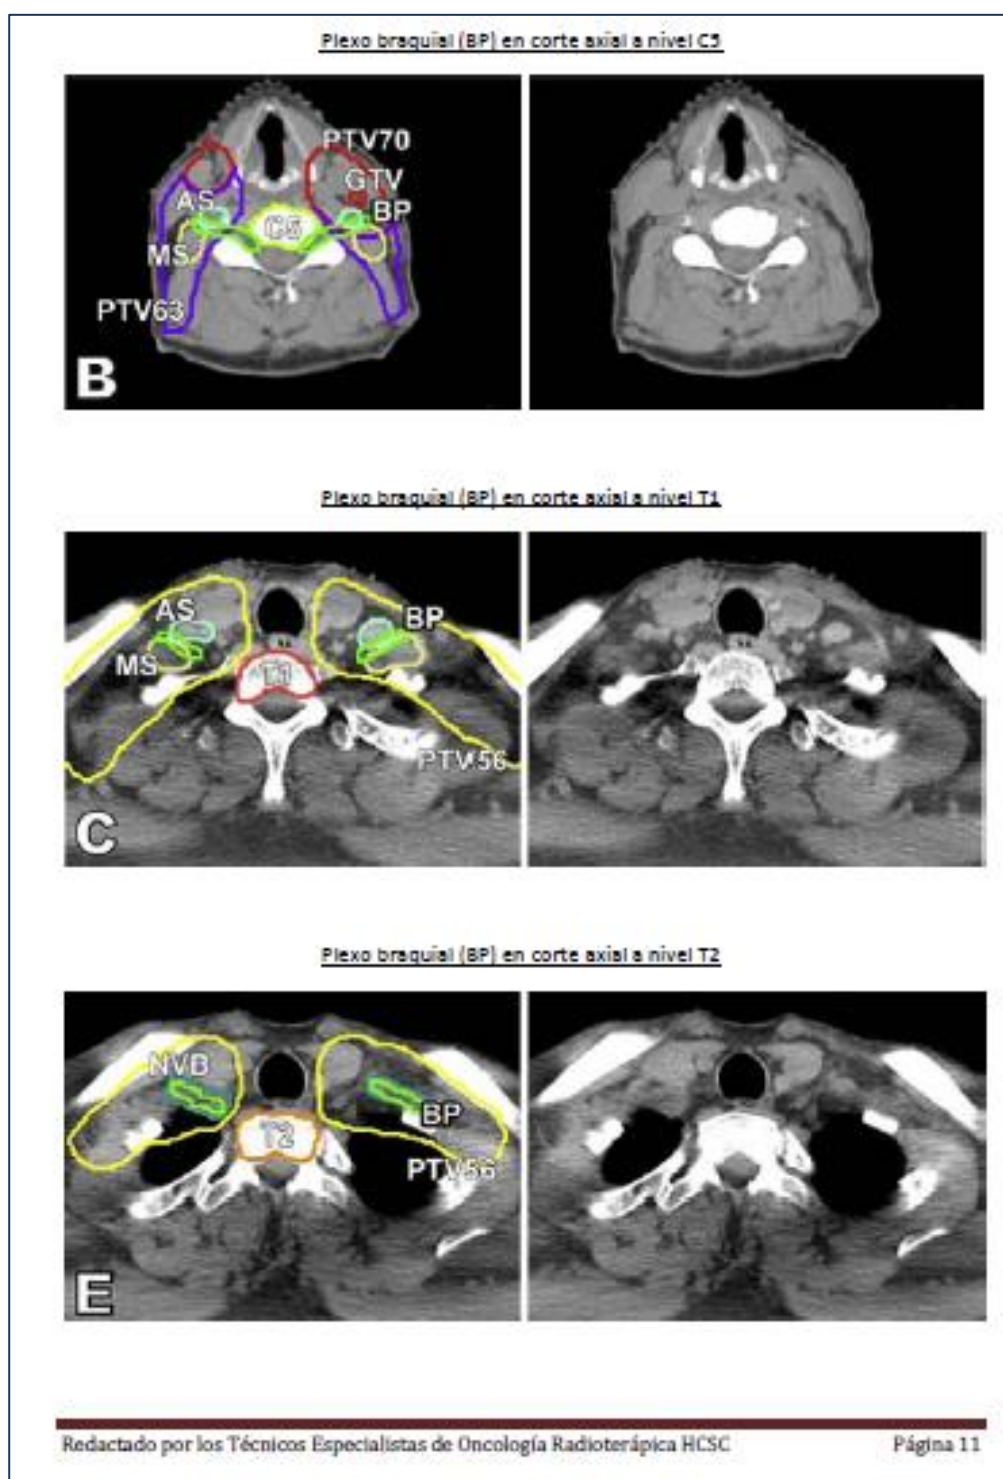 Plexo braquial (BP) en corte axial a nivel C5
PTV70
GTV
AS
BP
C5
MS
PTV63
B
Plexo braquial (BP) en corte axial a nivel T1
AS
BP
MS
T1
PTV56
C
Plexo braquial (BP) en corte axial a nivel T2
NVB
BP
T2
PTV56
E
Redactado por los Técnicos Especialistas de Oncología Radioterápica HCSC Página 11